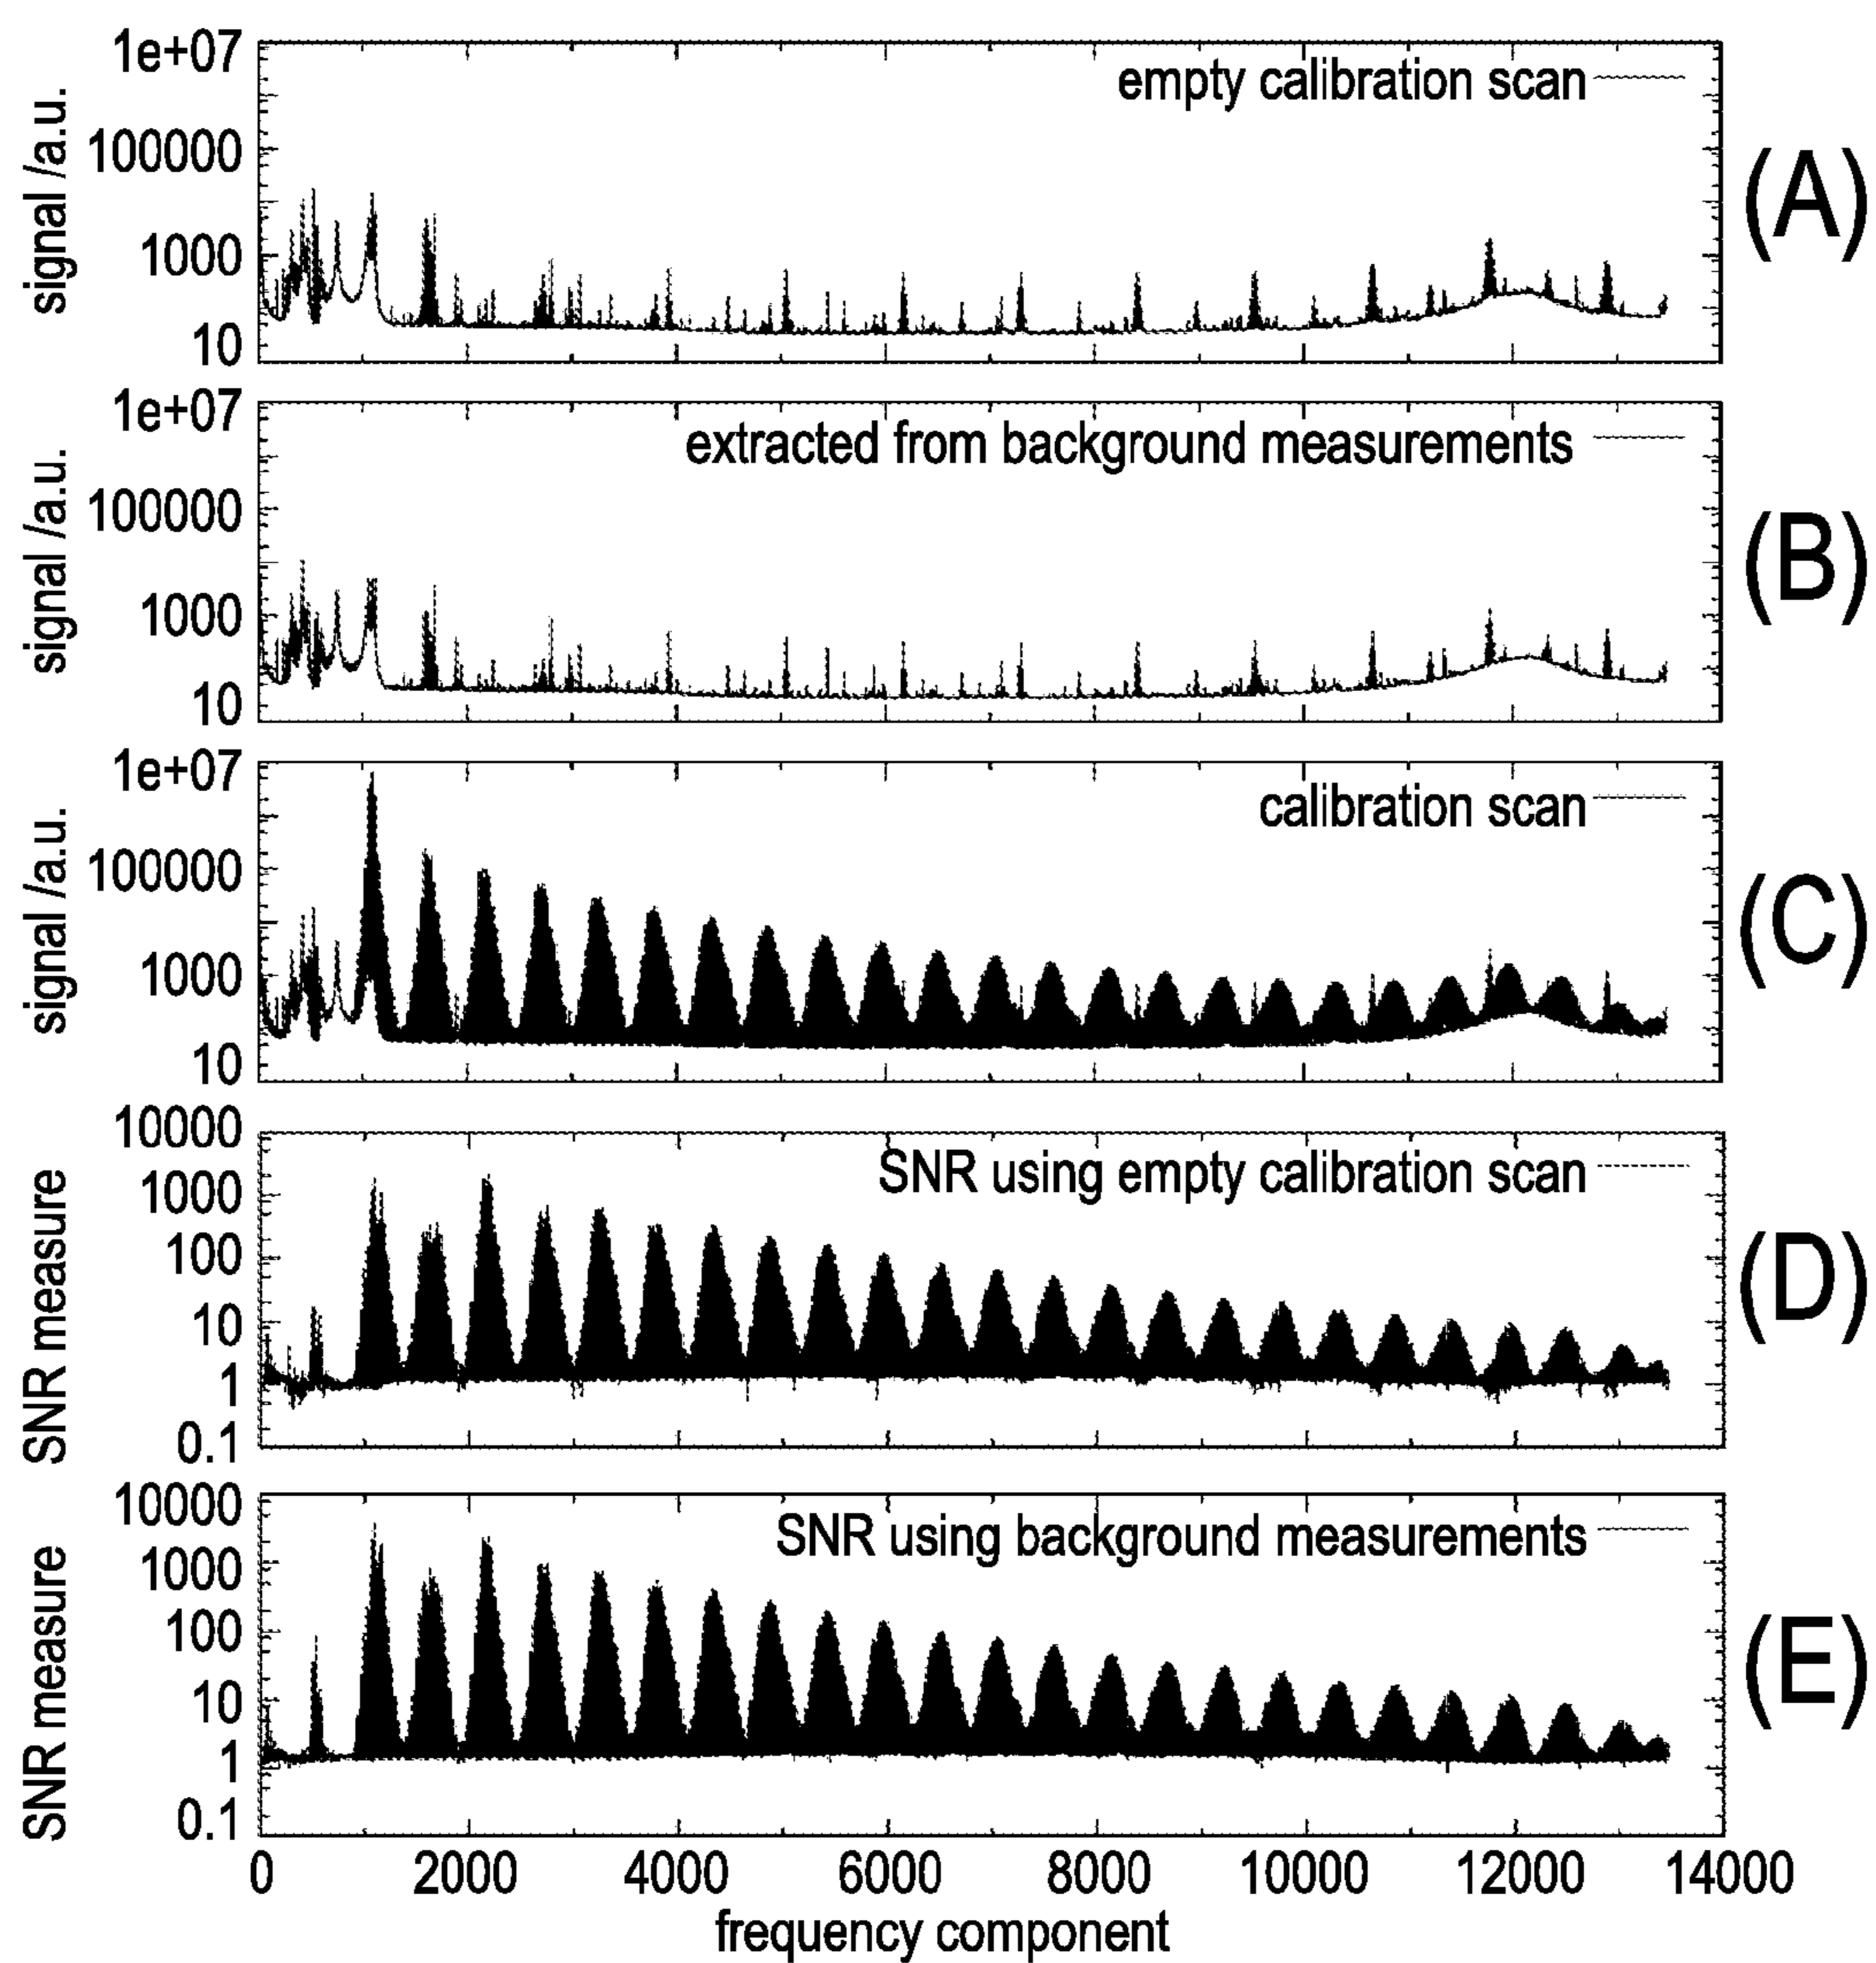 1e+07
100000
1000
10
signal /a.u.
empty calibration scan
(A)
1e+07
100000
1000
10
signal /a.u.
extracted from background measurements
(B)
1e+07
100000
1000
10
signal /a.u.
calibration scan
(C)
10000
1000
100
10
1
0.1
SNR measure
SNR using empty calibration scan
(D)
10000
1000
100
10
1
0.1
SNR measure
SNR using background measurements
(E)
0 2000 4000 6000 8000 10000 12000 14000
frequency component